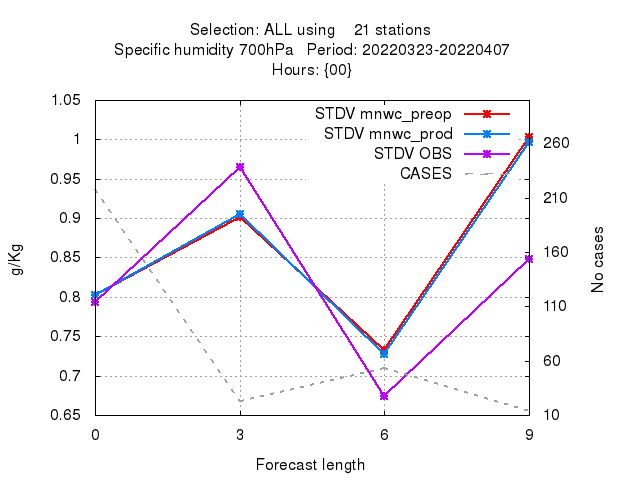 Selection: ALL using    21 stations
Specific humidity 700hPa   Period: 20220323-20220407
Hours: {00}
STDV mnwc_preop
STDV mnwc_prod
STDV OBS
CASES
1.05
1
0.95
0.9
0.85
0.8
0.75
0.7
0.65
g/Kg
260
210
160
110
60
10
No cases
0 3 6 9
Forecast length